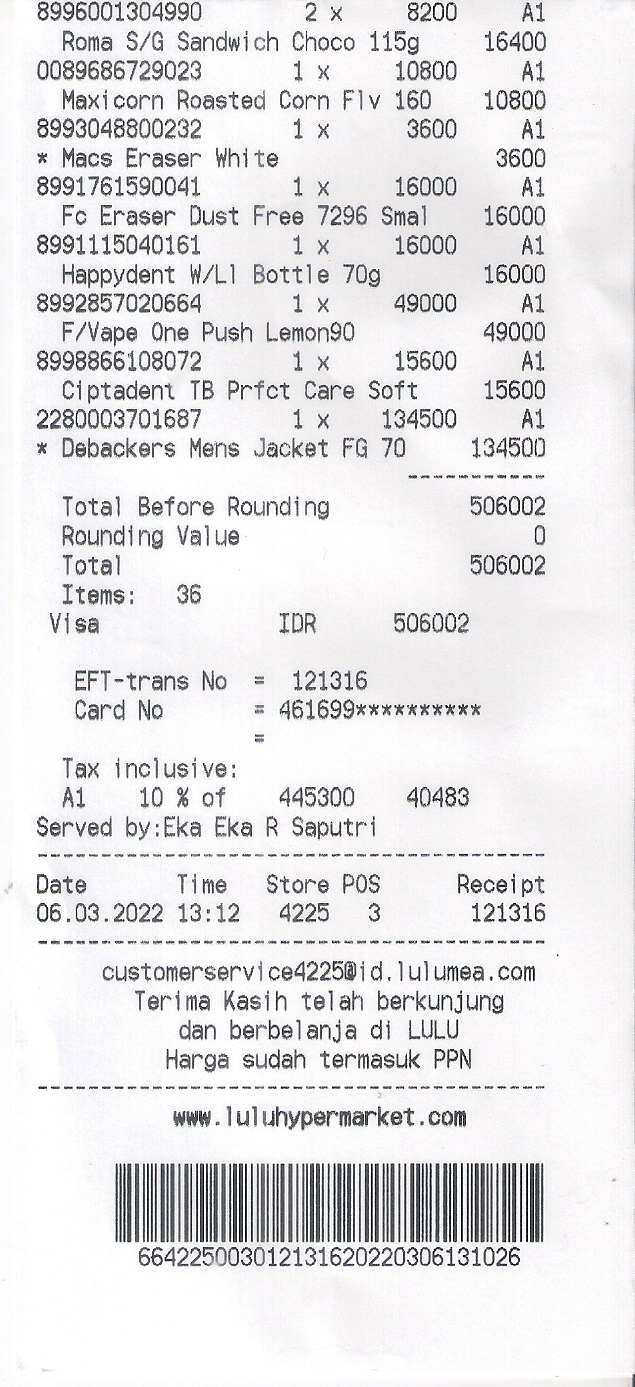 8996001304990 2 x 8200 A1
Roma S/G Sandwich Choco 115g 16400
0089686729023 1 x 10800 A1
Maxicorn Roasted Corn Flv 160 10800
8993048800232 1 x 3600 A1
* Macs Eraser White 3600
8991761590041 1 x 16000 A1
Fc Eraser Dust Free 7296 Smal 16000
8991115040161 1 x 16000 A1
Happydent W/Ll Bottle 70g 16000
8992857020664 1 x 49000 A1
F/Vape One Push Lemon90 49000
8998866108072 1 x 15600 A1
Ciptadent TB Prfct Care Soft 15600
2280003701687 1 x 134500 A1
* Debackers Mens Jacket FG 70 134500
----------
Total Before Rounding 506002
Rounding Value 0
Total 506002
Items: 36
Visa IDR 506002
EFT-trans No = 121316
Card No = 461699**********
=
Tax inclusive:
A1 10 % of 445300 40483
Served by:Eka Eka R Saputri
----------------------------------------
Date Time Store POS Receipt
06.03.2022 13:12 4225 3 121316
----------------------------------------
customerservice4225@id.lulumea.com
Terima Kasih telah berkunjung
dan berbelanja di LULU
Harga sudah termasuk PPN
----------------------------------------
www.luluhypermarket.com
664225003012131620220306131026